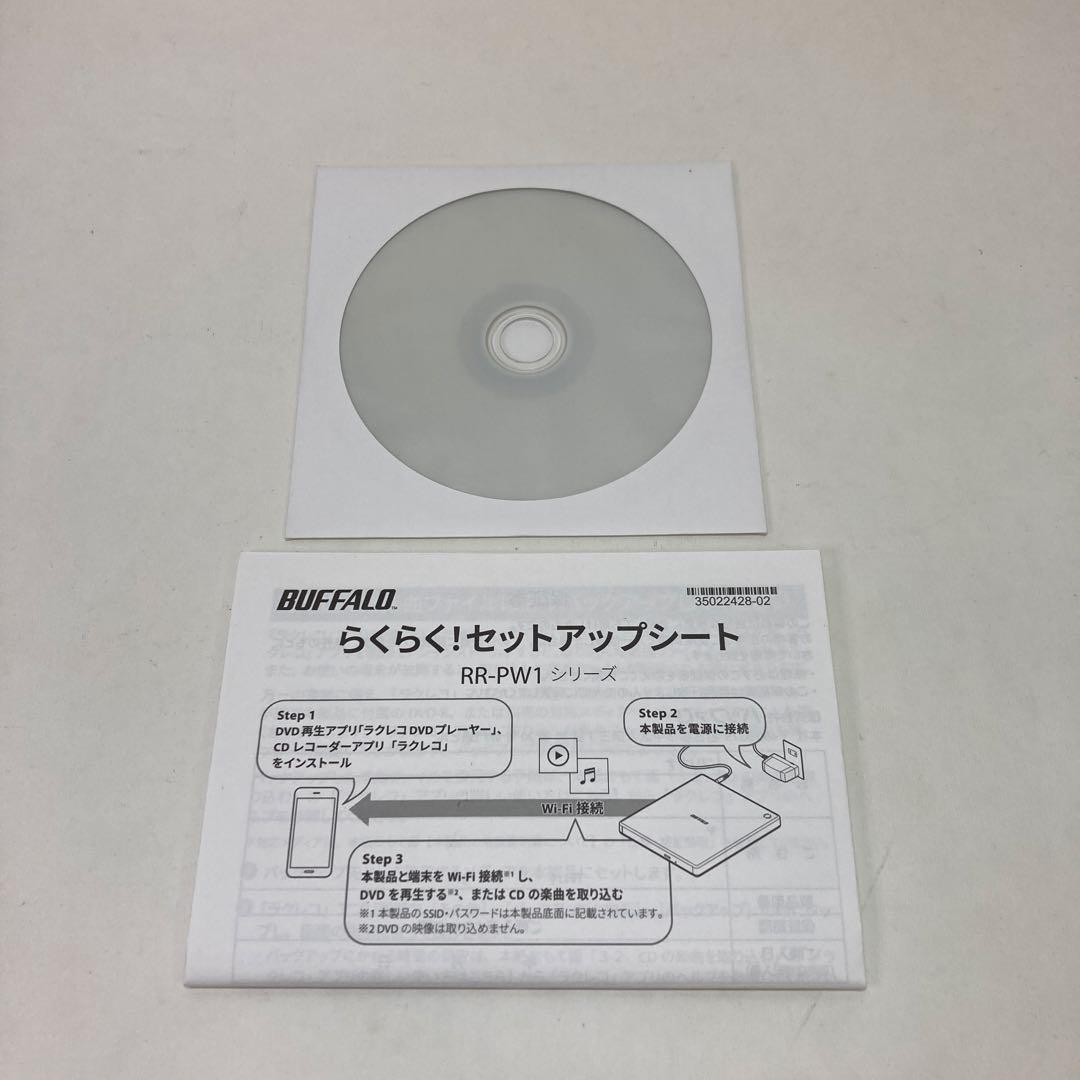 BUFFALO™
35022428-02
らくらく！セットアップシート
RR-PW1 シリーズ
Step 1
DVD 再生アプリ「ラクレコ DVD プレーヤー」、
CD レコーダーアプリ「ラクレコ」
をインストール
Step 2
本製品を電源に接続
Wi-Fi 接続
BUFFALO
Step 3
本製品と端末を Wi-Fi 接続※1 し、
DVD を再生する※2、または CD の楽曲を取り込む
※1 本製品の SSID・パスワードは本製品底面に記載されています。
※2 DVD の映像は取り込めません。